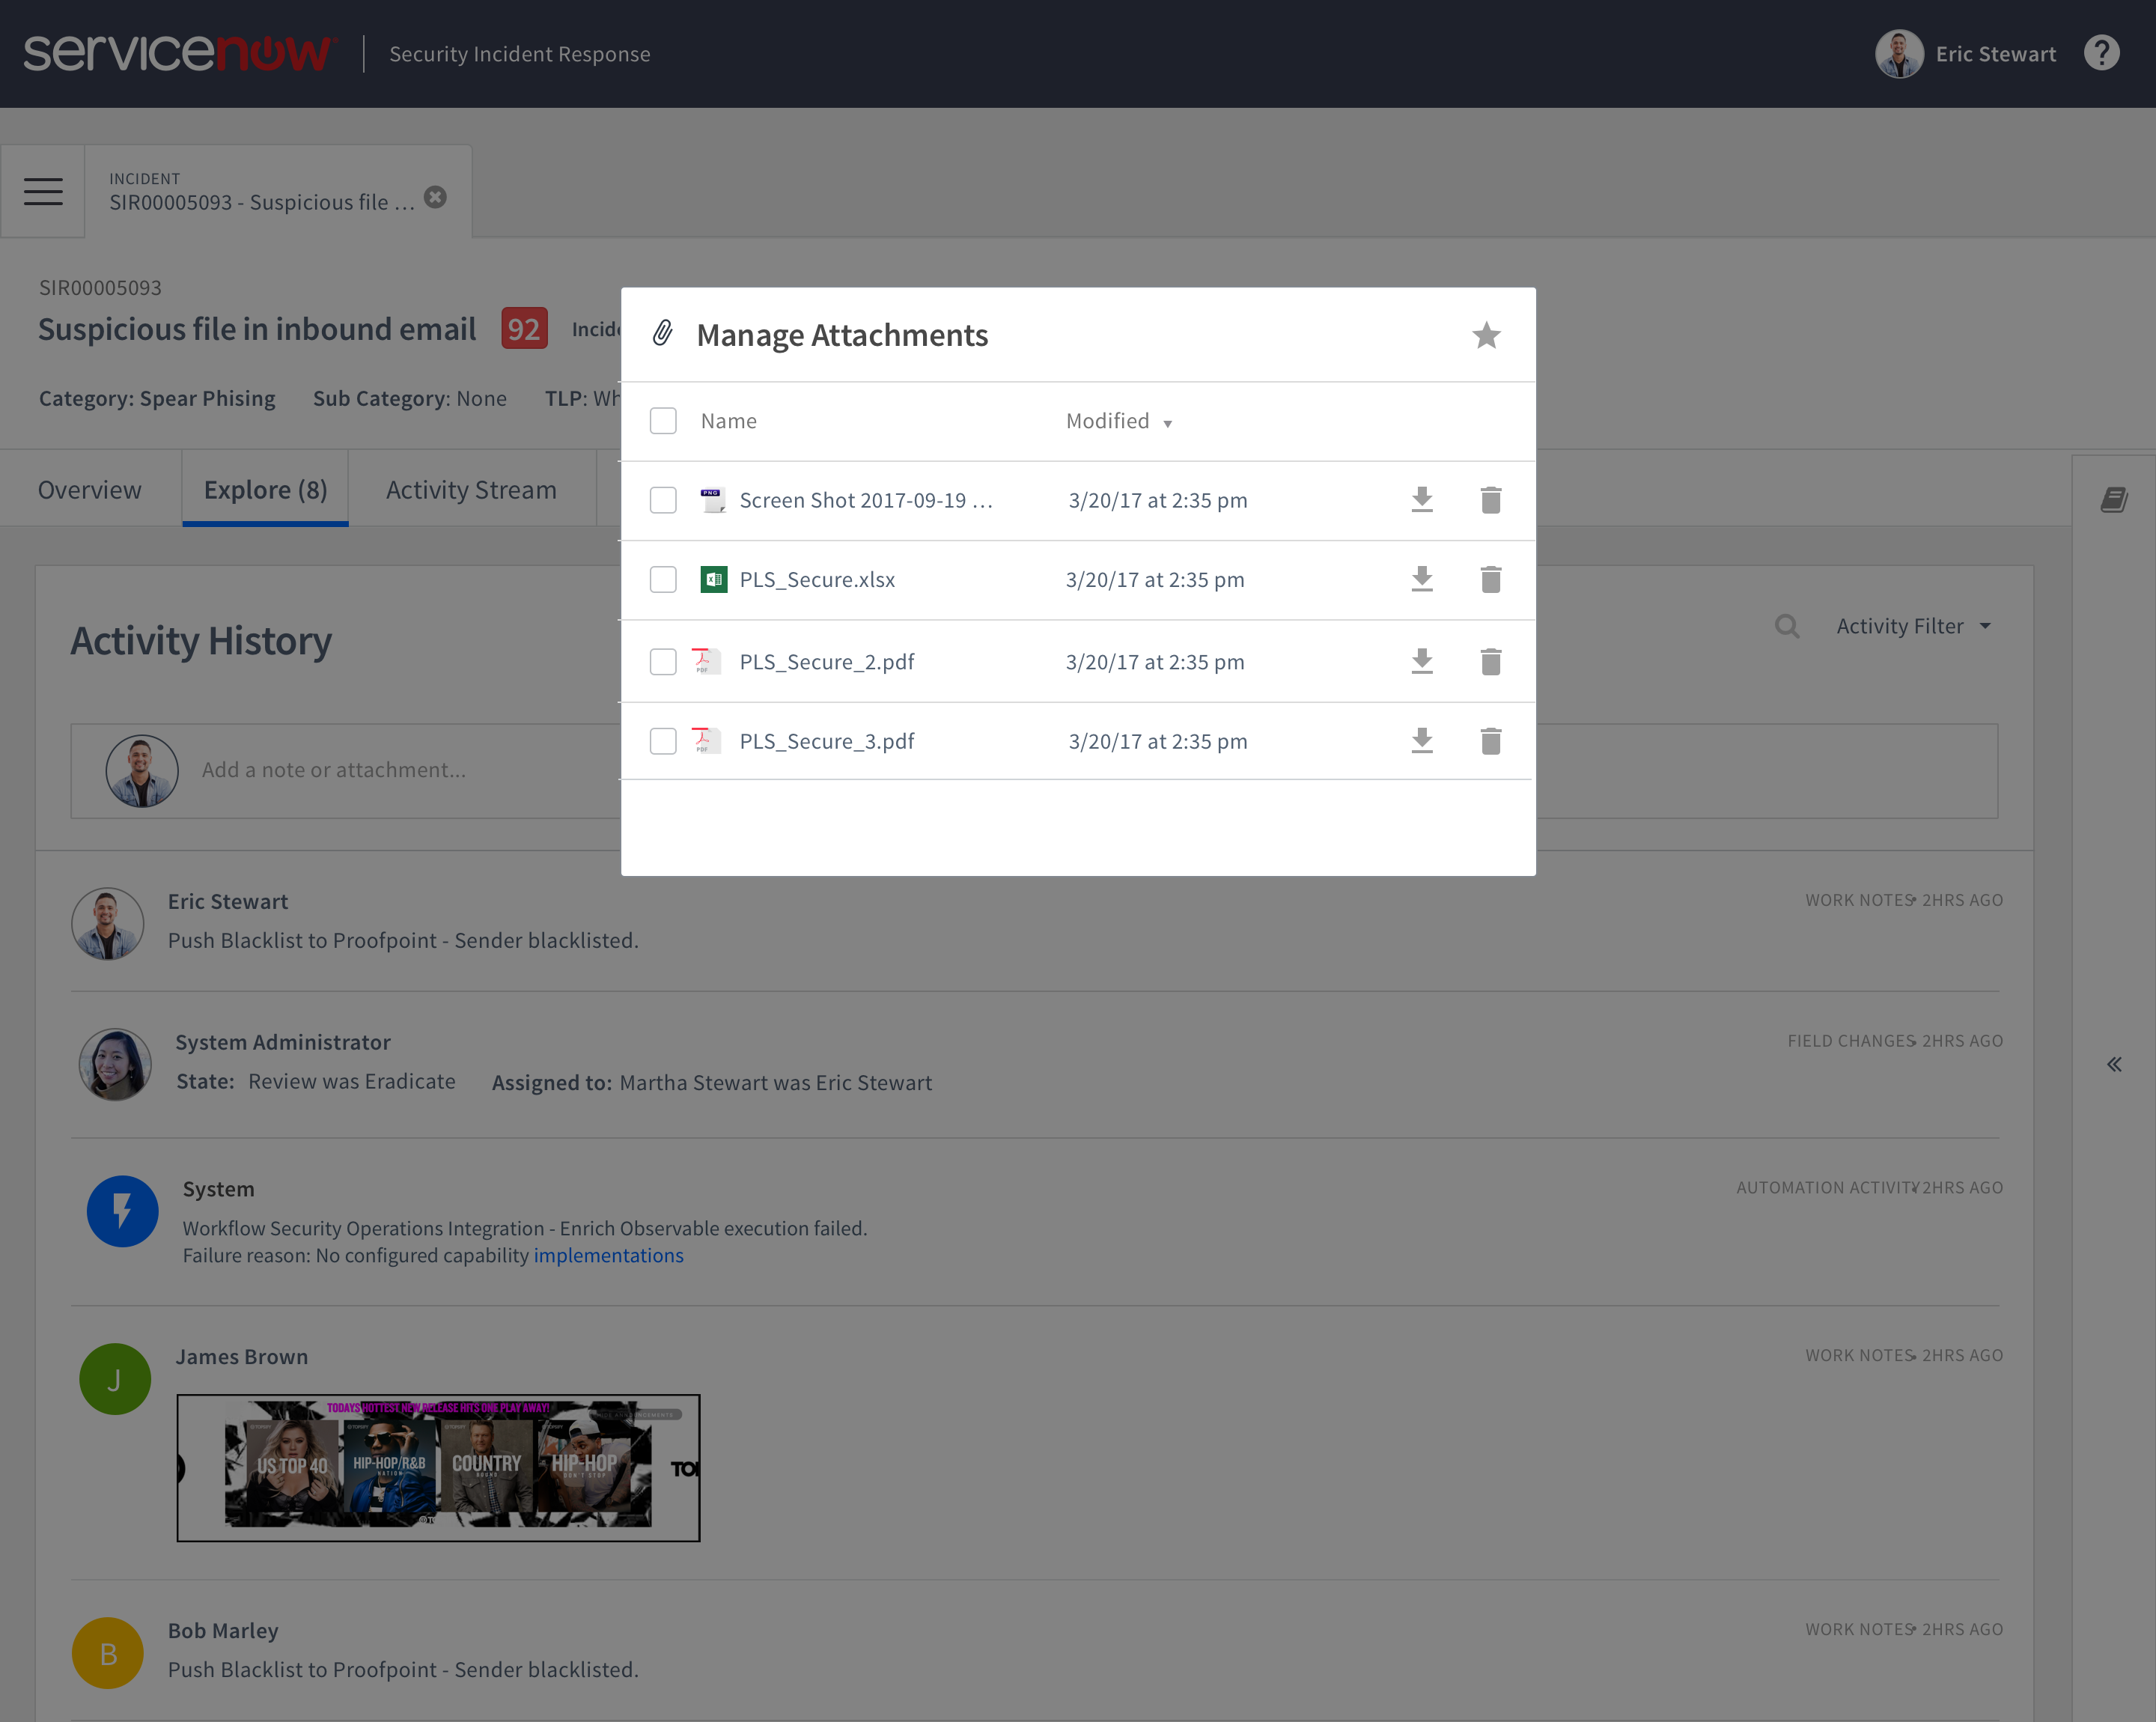 servicenow
Security Incident Response
Eric Stewart
INCIDENT
SIR00005093 - Suspicious file ...
SIR00005093
Suspicious file in inbound email 92
Category: Spear Phising Sub Category: None TLP:
Overview Explore (8) Activity Stream
Manage Attachments
Name Modified
Screen Shot 2017-09-19 ... 3/20/17 at 2:35 pm
PLS_Secure.xlsx 3/20/17 at 2:35 pm
PLS_Secure_2.pdf 3/20/17 at 2:35 pm
PLS_Secure_3.pdf 3/20/17 at 2:35 pm
Activity History
Activity Filter
Add a note or attachment...
Eric Stewart
WORK NOTES • 2HRS AGO
Push Blacklist to Proofpoint - Sender blacklisted.
System Administrator
FIELD CHANGES • 2HRS AGO
State: Review was Eradicate Assigned to: Martha Stewart was Eric Stewart
System
AUTOMATION ACTIVITY • 2HRS AGO
Workflow Security Operations Integration - Enrich Observable execution failed.
Failure reason: No configured capability implementations
J
James Brown
WORK NOTES • 2HRS AGO
TODAYS HOTTEST NEW RELEASE HITS ONE PLAY AWAY!
US TOP 40
HIP-HOP/R&B
NATION
COUNTRY
HIP-HOP
DON'T STOP
B
Bob Marley
WORK NOTES • 2HRS AGO
Push Blacklist to Proofpoint - Sender blacklisted.